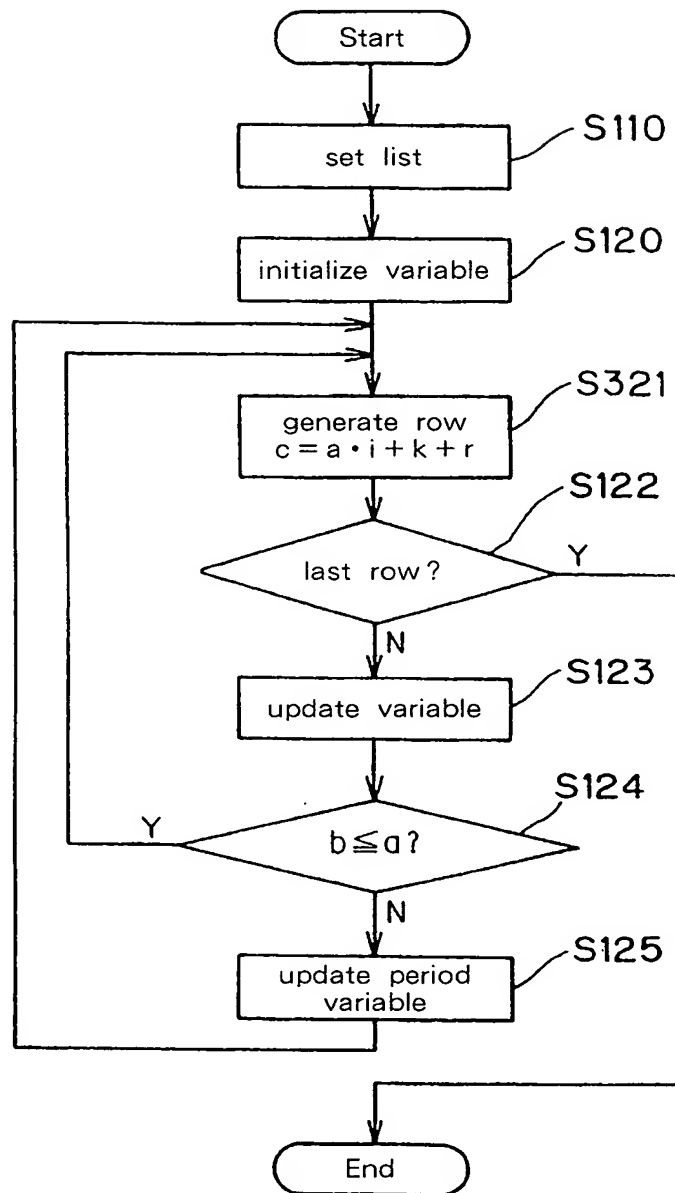 Start
S110
set list
S120
initialize variable
S321
generate row
c = a · i + k + r
S122
last row?
Y
N
S123
update variable
S124
Y
b≦a?
N
S125
update period
variable
End